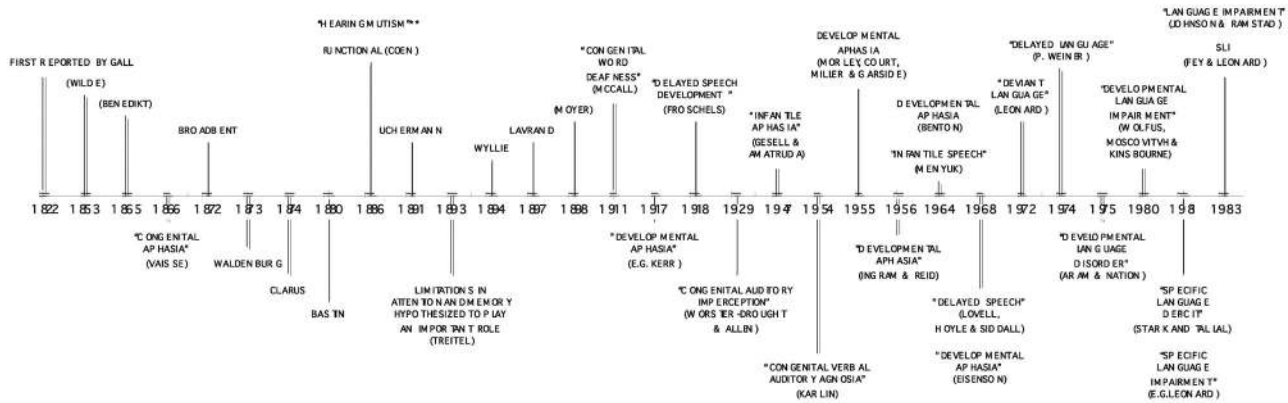 FIRST REPORTED BY GALL
(WILDE)
(BENEDIKT)
BROADBENT
"HEARING MUTISM"**
FUNCTIONAL (COEN)
UCHERMANN
WYLLIE
LAVRAND
(MOYER)
"CONGENITAL
WORD
DEAFNESS"
(MCCALL)
"DELAYED SPEECH
DEVELOPMENT"
(FROSCHELS)
"INFANTILE
APHASIA"
(GESELL &
AMATRUDA)
DEVELOPMENTAL
APHASIA
(MORLEY, COURT,
MILLER & GARSIDE)
DEVELOPMENTAL
APHASIA
(BENTON)
"INFANTILE SPEECH"
(MENYUK)
"DEVIANT
LANGUAGE"
(LEONARD)
"DELAYED LANGUAGE"
(P. WEINER)
"DEVELOPMENTAL
LANGUAGE
IMPAIRMENT"
(WOLFUS,
MOSCOVITVH &
KINSBOURNE)
"LANGUAGE IMPAIRMENT"
(JOHNSON & RAMSTAD)
SLI
(FEY & LEONARD)
1822 1853 1865 1866 1872 1873 1874 1880 1886 1891 1893 1894 1897 1898 1911 1917 1918 1929 1947 1954 1955 1956 1964 1968 1972 1974 1975 1980 198 1983
"CONGENITAL
APHASIA"
(VAISSE)
WALDENBURG
CLARUS
BASTIN
LIMITATIONS IN
ATTENTION AND MEMORY
HYPOTHESIZED TO PLAY
AN IMPORTANT ROLE
(TREITEL)
"DEVELOPMENTAL
APHASIA"
(E.G. KERR)
"CONGENITAL AUDITORY
IMPERCEPTION"
(WORSTER-DROUGHT
& ALLEN)
"CONGENITAL VERBAL
AUDITORY AGNOSIA"
(KARLIN)
"DEVELOPMENTAL
APHASIA"
(INGRAM & REID)
"DELAYED SPEECH"
(LOVELL,
HOYLE & SIDDALL)
"DEVELOPMENTAL
APHASIA"
(EISENSON)
"DEVELOPMENTAL
LANGUAGE
DISORDER"
(ARAM & NATION)
"SPECIFIC
LANGUAGE
DEFICIT"
(STARK AND TALLAL)
"SPECIFIC
LANGUAGE
IMPAIRMENT"
(E.G. LEONARD)